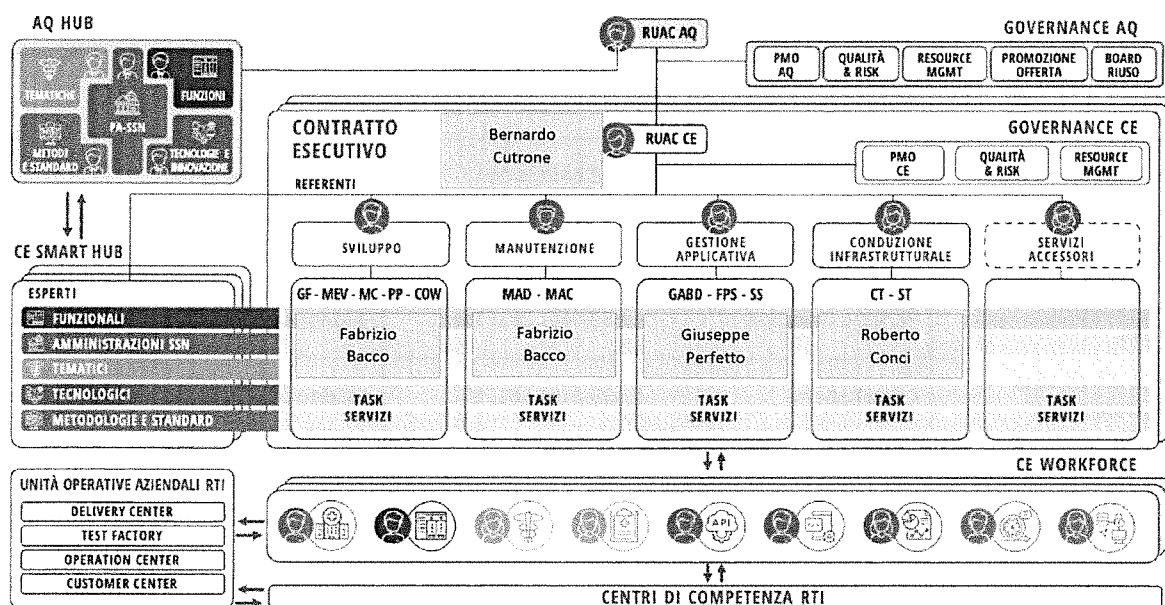 AQ HUB
TEMATICHE
FUNZIONI
PA-SSN
METODI
E STANDARD
TECNOLOGIE E
INNOVAZIONE
RUAC AQ
GOVERNANCE AQ
PMO
AQ
QUALITÀ
& RISK
RESOURCE
MGMT
PROMOZIONE
OFFERTA
BOARD
RIUSO
CONTRATTO
ESECUTIVO
Bernardo
Cutrone
RUAC CE
GOVERNANCE CE
PMO
CE
QUALITÀ
& RISK
RESOURCE
MGMT
REFERENTI
SVILUPPO
MANUTENZIONE
GESTIONE
APPLICATIVA
CONDUZIONE
INFRASTRUTTURALE
SERVIZI
ACCESSORI
CE SMART HUB
ESPERTI
FUNZIONALI
AMMINISTRAZIONI SSN
TEMATICI
TECNOLOGICI
METODOLOGIE E STANDARD
GF - MEV - MC - PP - COW
Fabrizio
Bacco
TASK
SERVIZI
MAD - MAC
Fabrizio
Bacco
TASK
SERVIZI
GABD - FPS - SS
Giuseppe
Perfetto
TASK
SERVIZI
CT - ST
Roberto
Conci
TASK
SERVIZI
TASK
SERVIZI
UNITÀ OPERATIVE AZIENDALI RTI
DELIVERY CENTER
TEST FACTORY
OPERATION CENTER
CUSTOMER CENTER
CE WORKFORCE
API
CENTRI DI COMPETENZA RTI